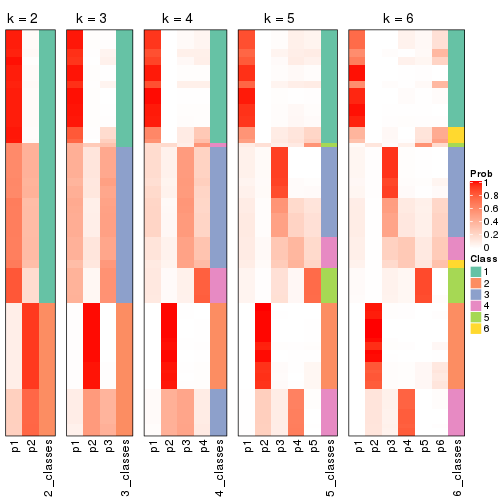 k = 2
k = 3
k = 4
k = 5
k = 6
p1
p2
2_classes
p1
p2
p3
3_classes
p1
p2
p3
p4
4_classes
p1
p2
p3
p4
p5
5_classes
p1
p2
p3
p4
p5
p6
6_classes
Prob
1
0.8
0.6
0.4
0.2
0
Class
1
2
3
4
5
6